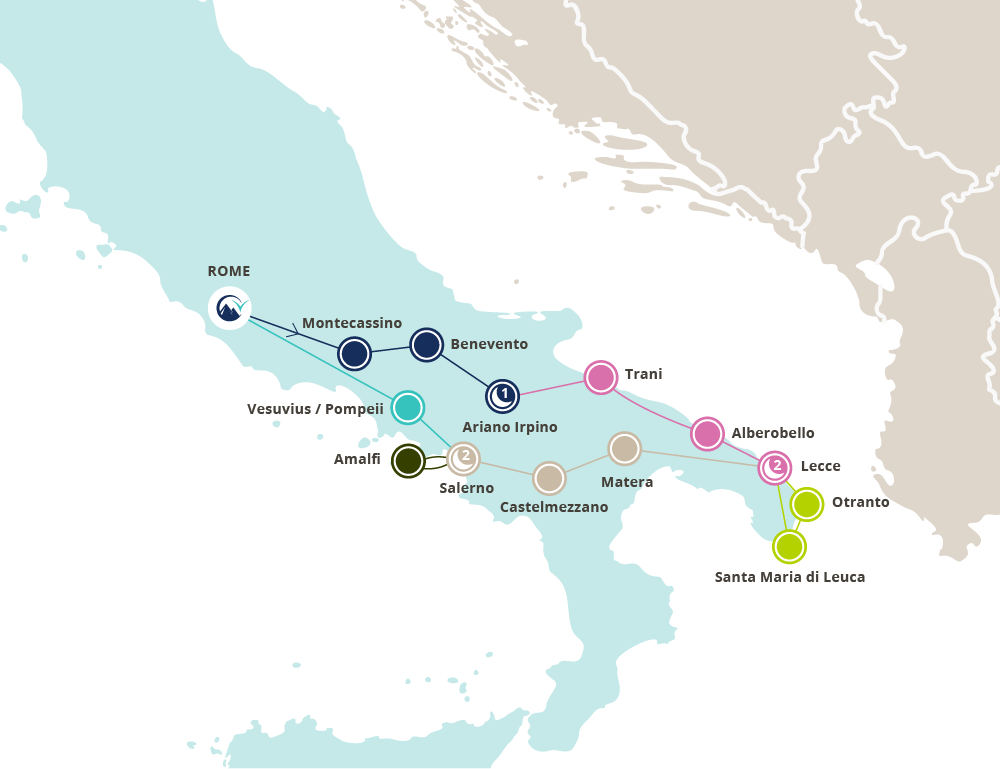 ROME
Montecassino
Benevento
Trani
1
Vesuvius / Pompeii
Ariano Irpino
Alberobello
Amalfi
2
2
Lecce
Salerno
Matera
Castelmezzano
Otranto
Santa Maria di Leuca